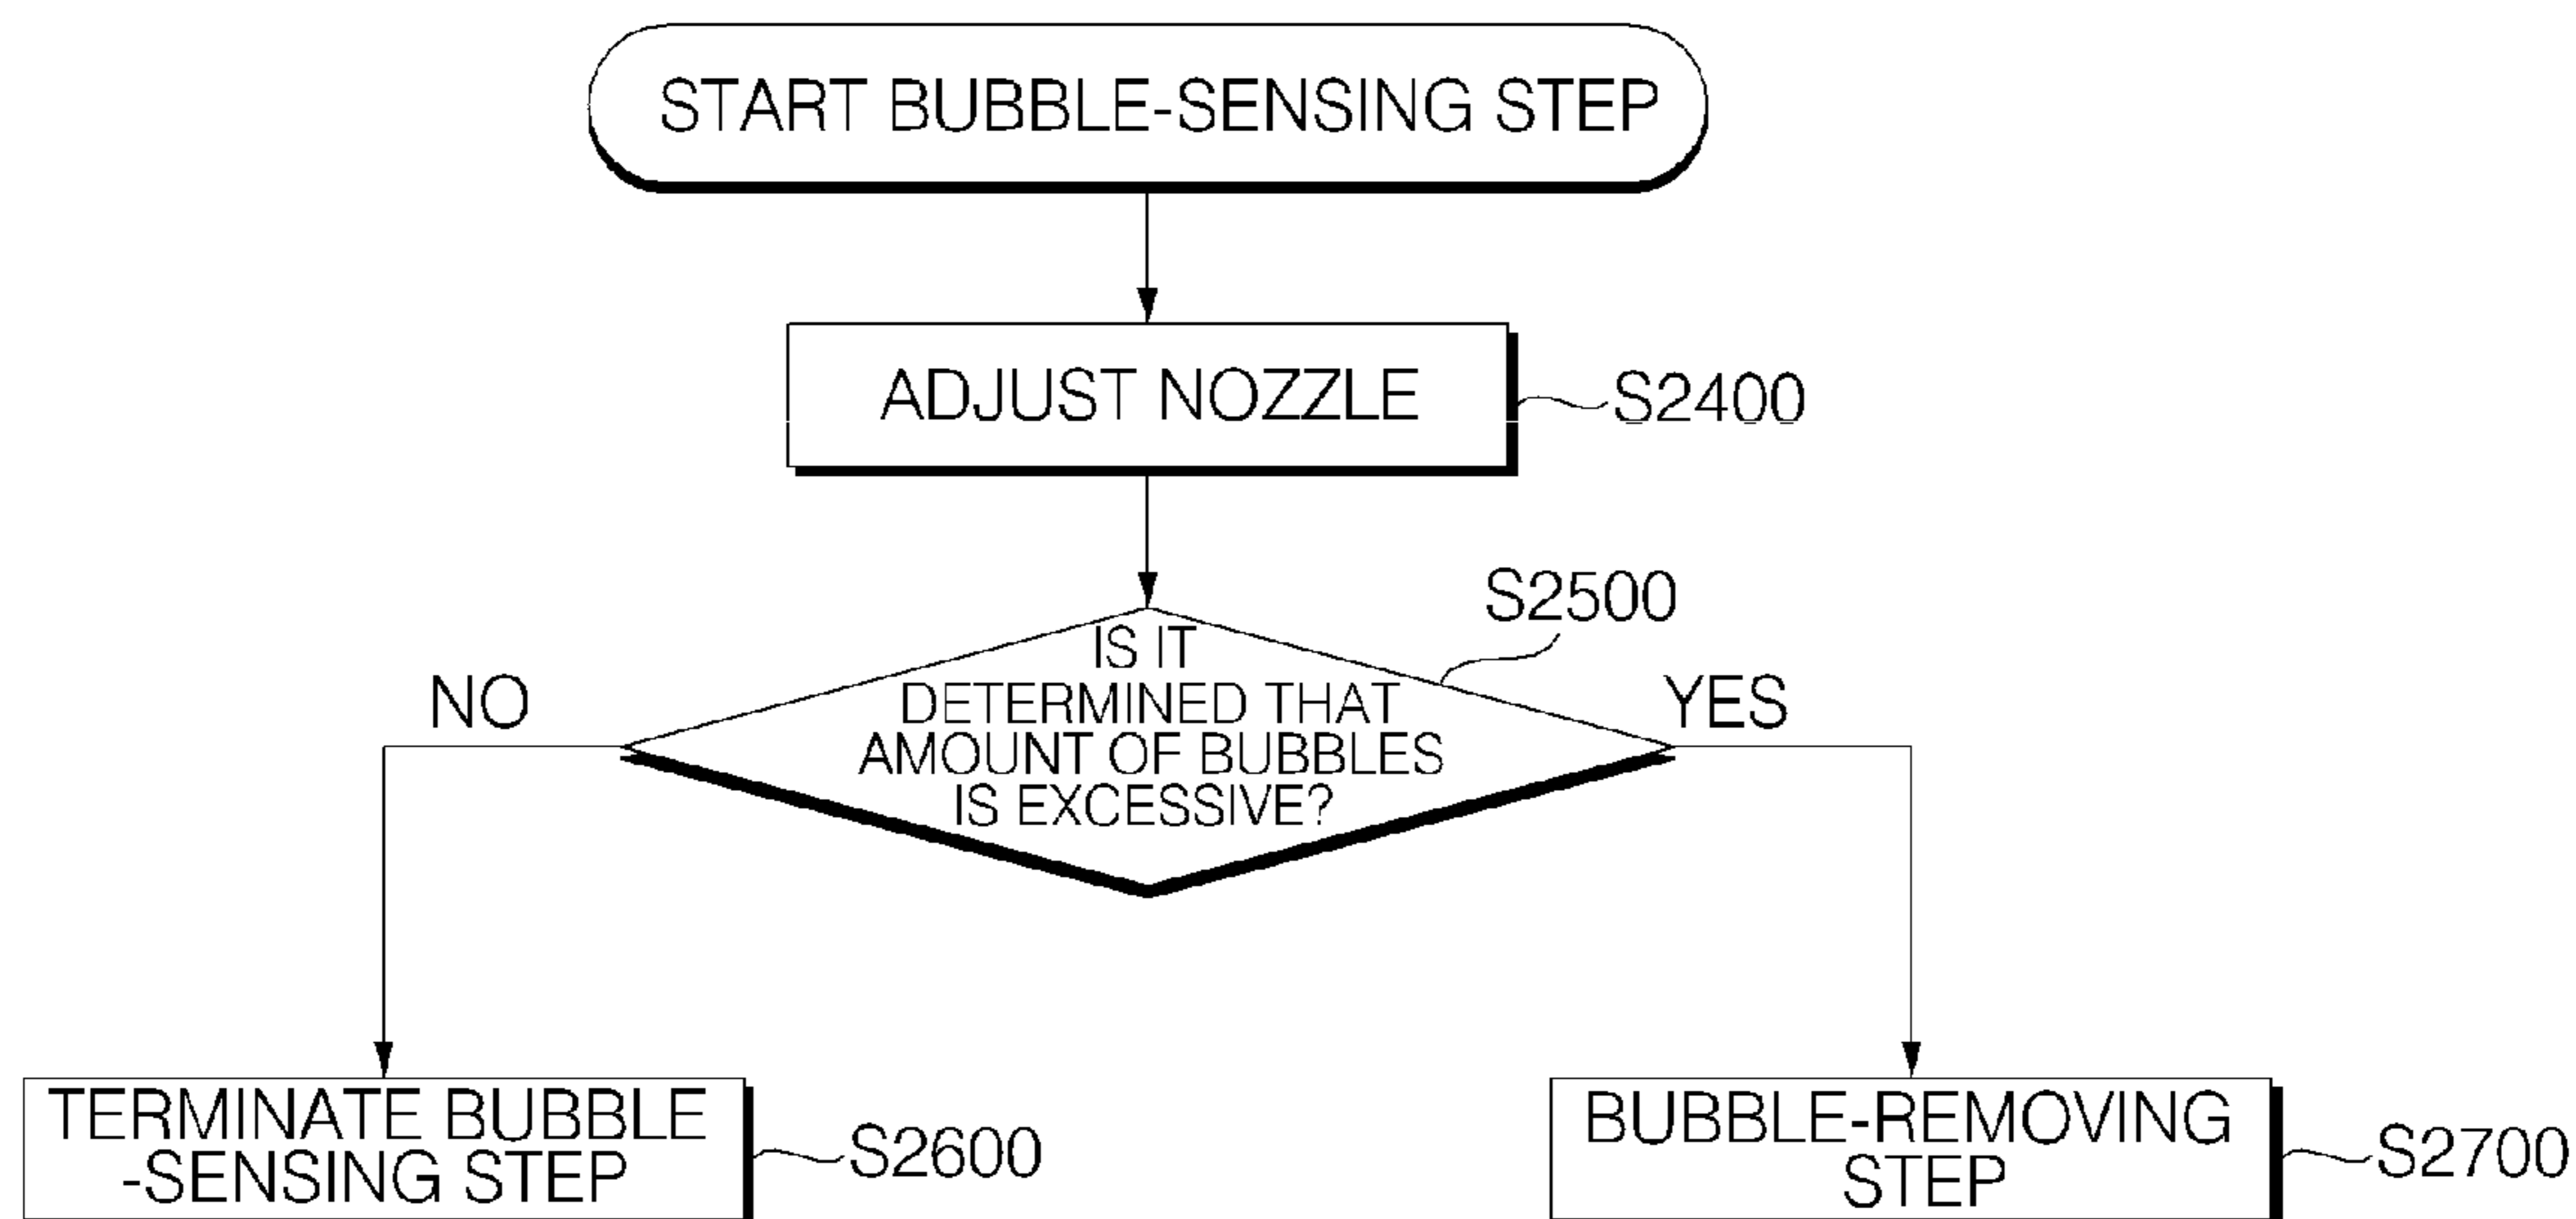 START BUBBLE-SENSING STEP
ADJUST NOZZLE
S2400
S2500
IS IT
DETERMINED THAT
AMOUNT OF BUBBLES
IS EXCESSIVE?
NO
YES
TERMINATE BUBBLE
-SENSING STEP
S2600
BUBBLE-REMOVING
STEP
S2700